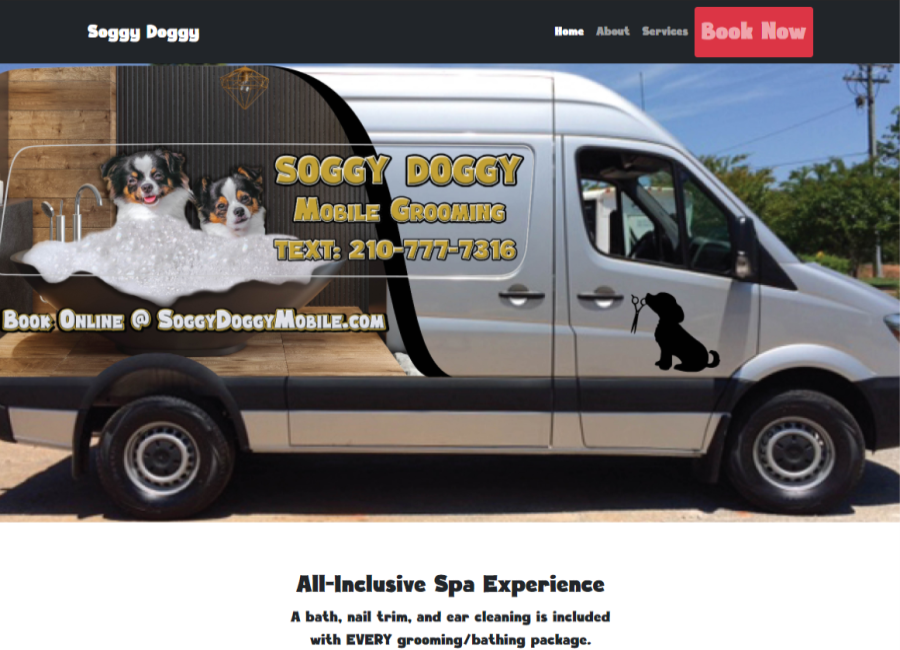 Soggy Doggy
Home About Services Book Now
SOGGY DOGGY
Mobile Grooming
TEXT: 210-777-7316
Book Online @ SoggyDoggyMobile.com
All-Inclusive Spa Experience
A bath, nail trim, and ear cleaning is included
with EVERY grooming/bathing package.